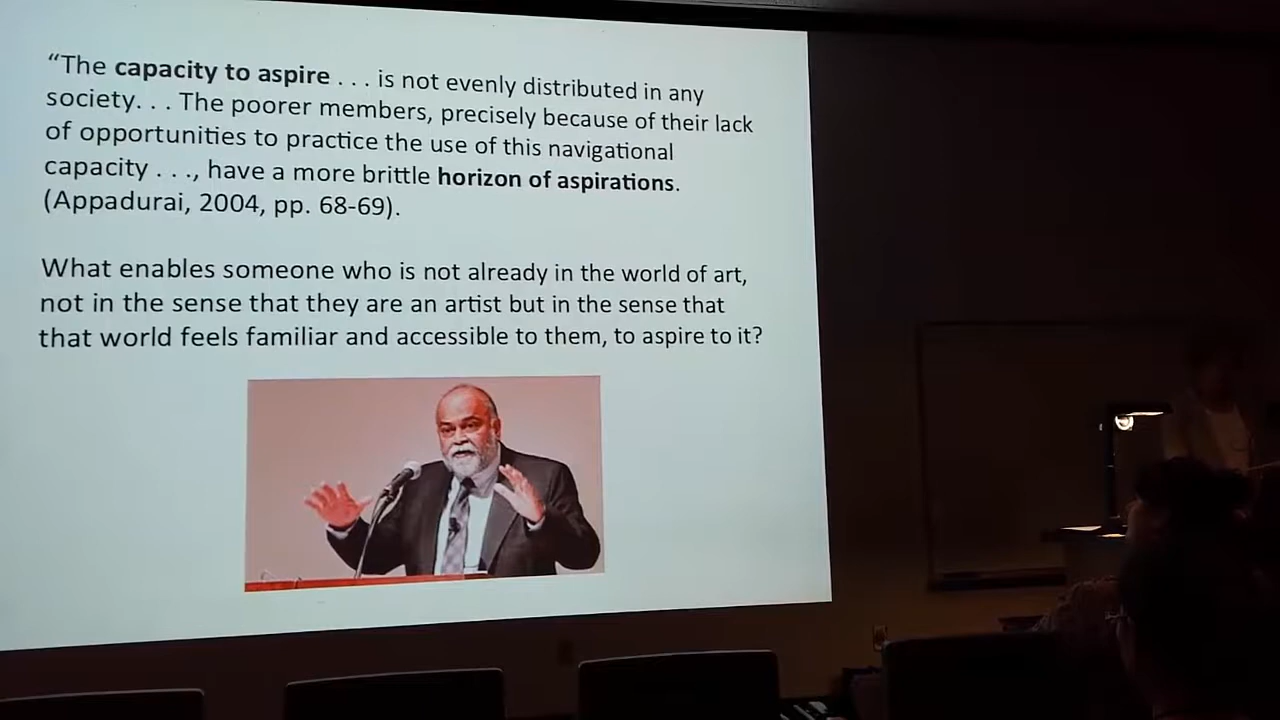 “The capacity to aspire . . . is not evenly distributed in any
society. . . The poorer members, precisely because of their lack
of opportunities to practice the use of this navigational
capacity . . ., have a more brittle horizon of aspirations.
(Appadurai, 2004, pp. 68-69).
What enables someone who is not already in the world of art,
not in the sense that they are an artist but in the sense that
that world feels familiar and accessible to them, to aspire to it?